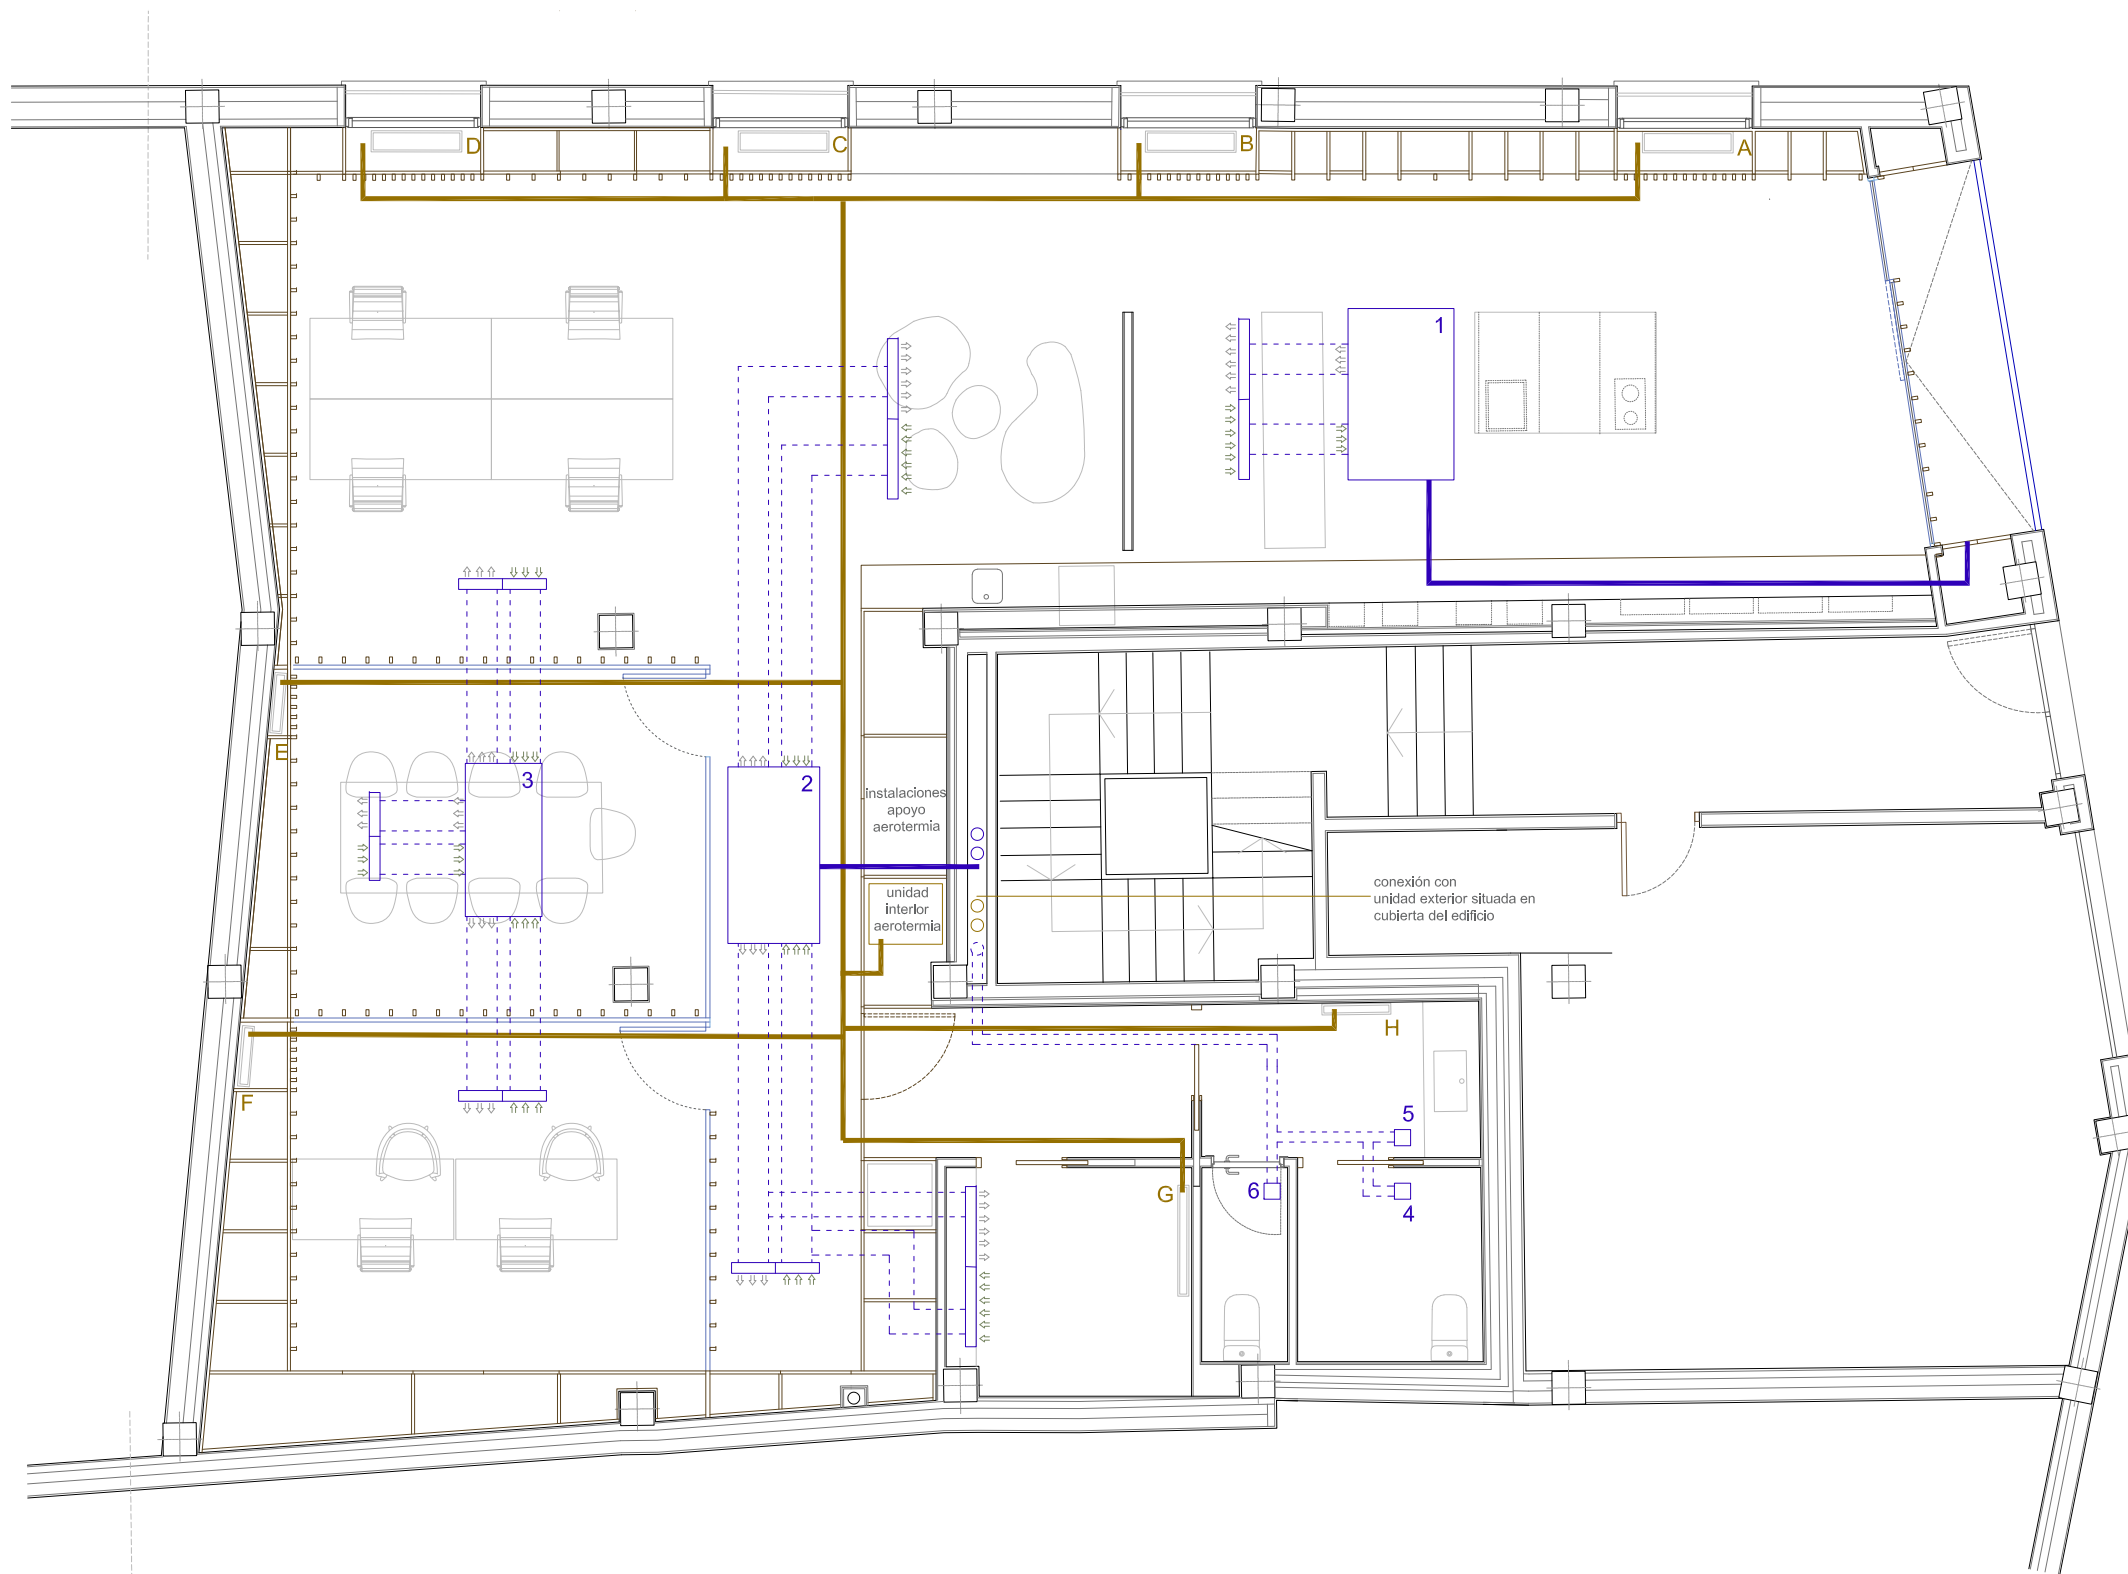 D
C
B
A
1
E
3
2
instalaciones
apoyo
aerotermia
unidad
interior
aerotermia
conexión con
unidad exterior situada en
cubierta del edificio
H
F
5
G
6
4